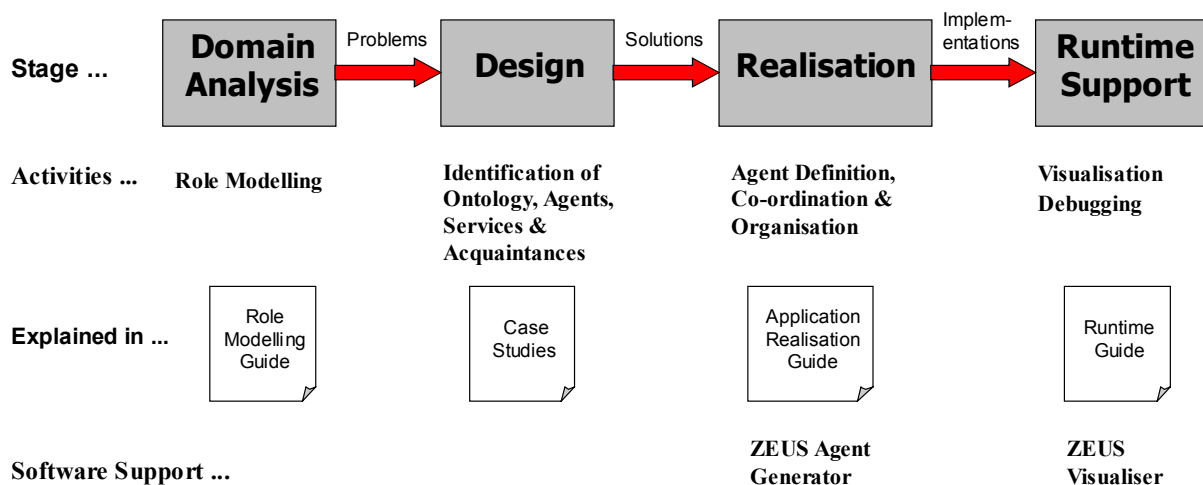 Stage ...
Domain
Analysis
Problems
Design
Solutions
Realisation
Implem-
entations
Runtime
Support
Activities ...
Role Modelling
Identification of
Ontology, Agents,
Services &
Acquaintances
Agent Definition,
Co-ordination &
Organisation
Visualisation
Debugging
Explained in ...
Role
Modelling
Guide
Case
Studies
Application
Realisation
Guide
Runtime
Guide
Software Support ...
ZEUS Agent
Generator
ZEUS
Visualiser